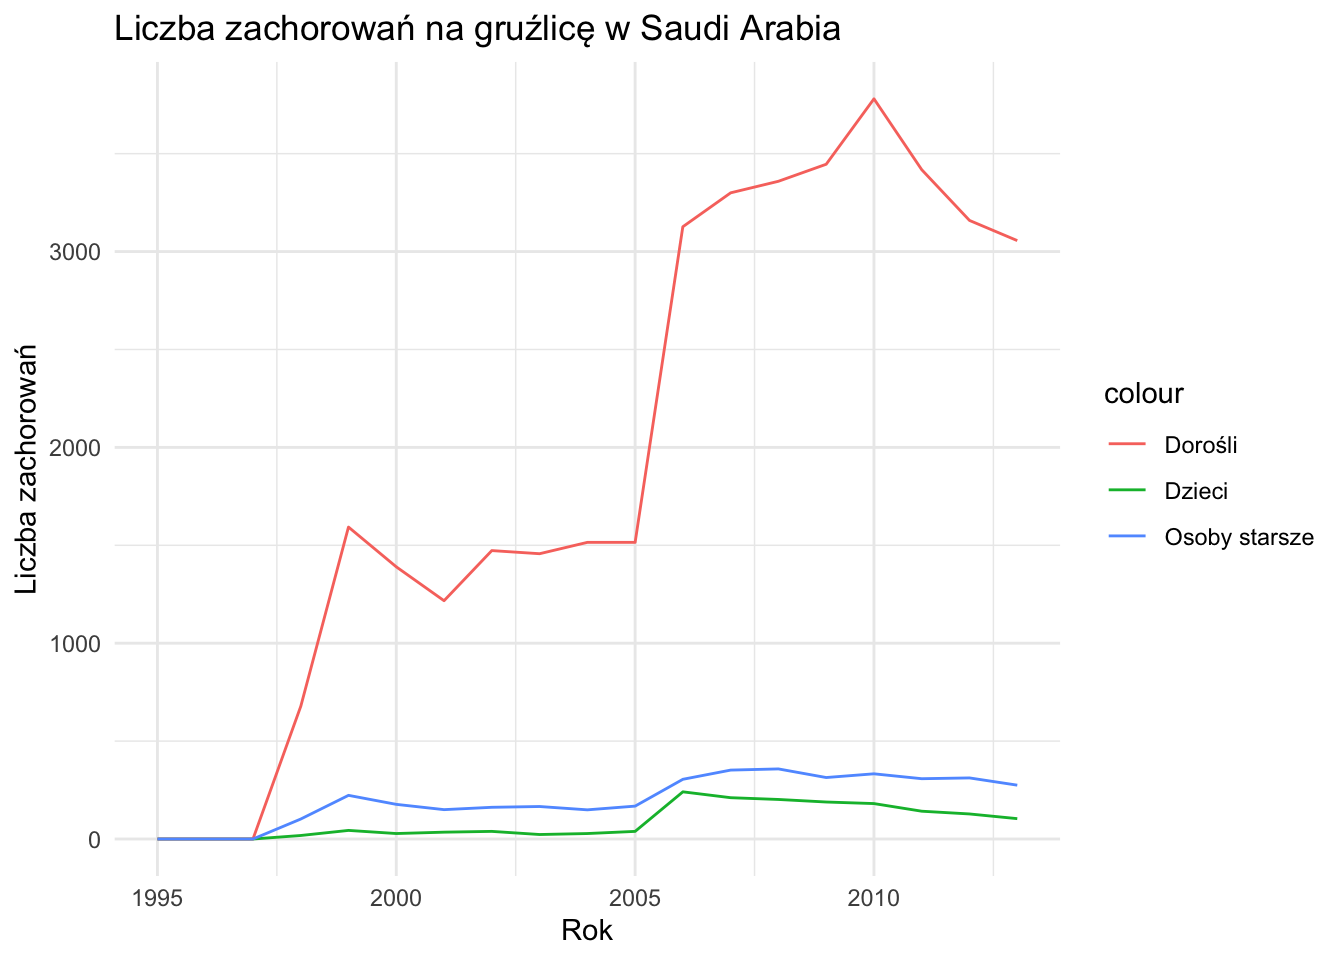 Liczba zachorowań na gruźlicę w Saudi Arabia
Liczba zachorowań
3000
2000
1000
0
1995 2000 2005 2010
Rok
colour
Dorośli
Dzieci
Osoby starsze